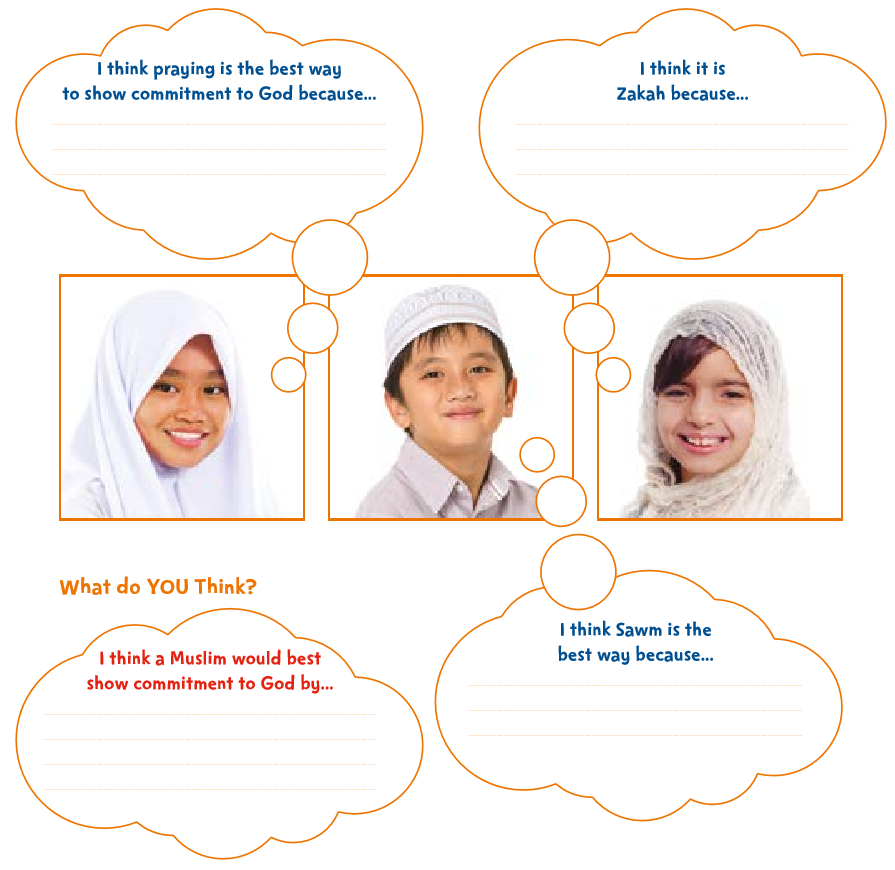 I think praying is the best way
to show commitment to God because...
I think it is
Zakah because...
What do YOU Think?
I think a Muslim would best
show commitment to God by...
I think Sawm is the
best way because...